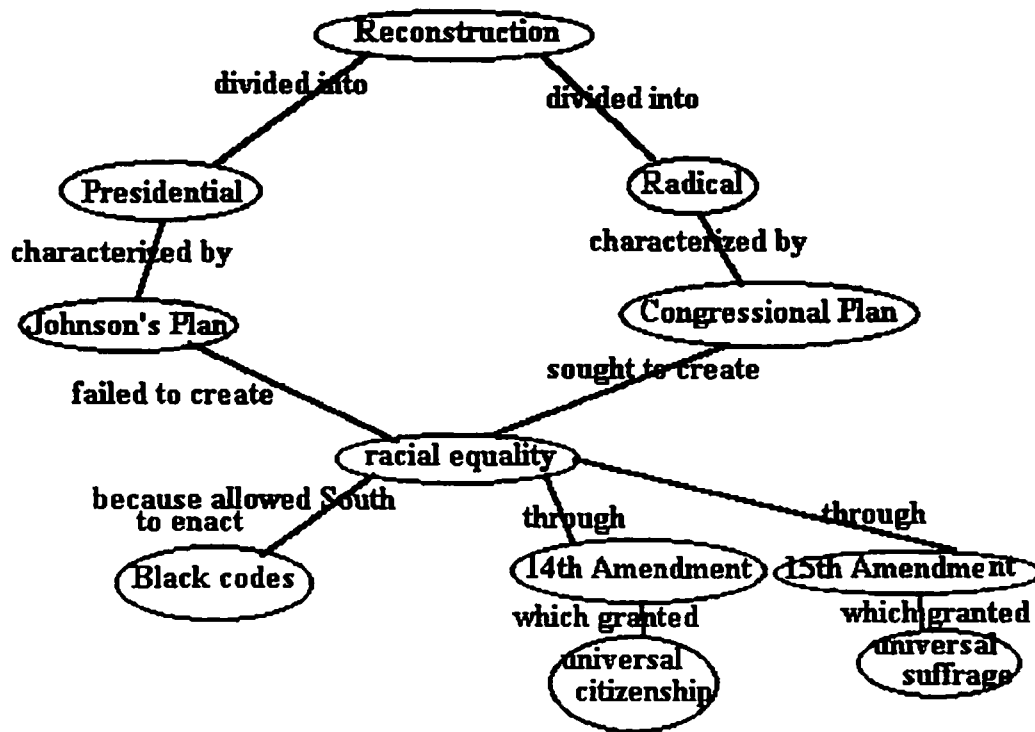 Reconstruction
divided into
divided into
Presidential
Radical
characterized by
characterized by
Johnson's Plan
Congressional Plan
failed to create
sought to create
racial equality
because allowed South
to enact
through
through
Black codes
14th Amendment
15th Amendment
which granted
which granted
universal
citizenship
universal
suffrage